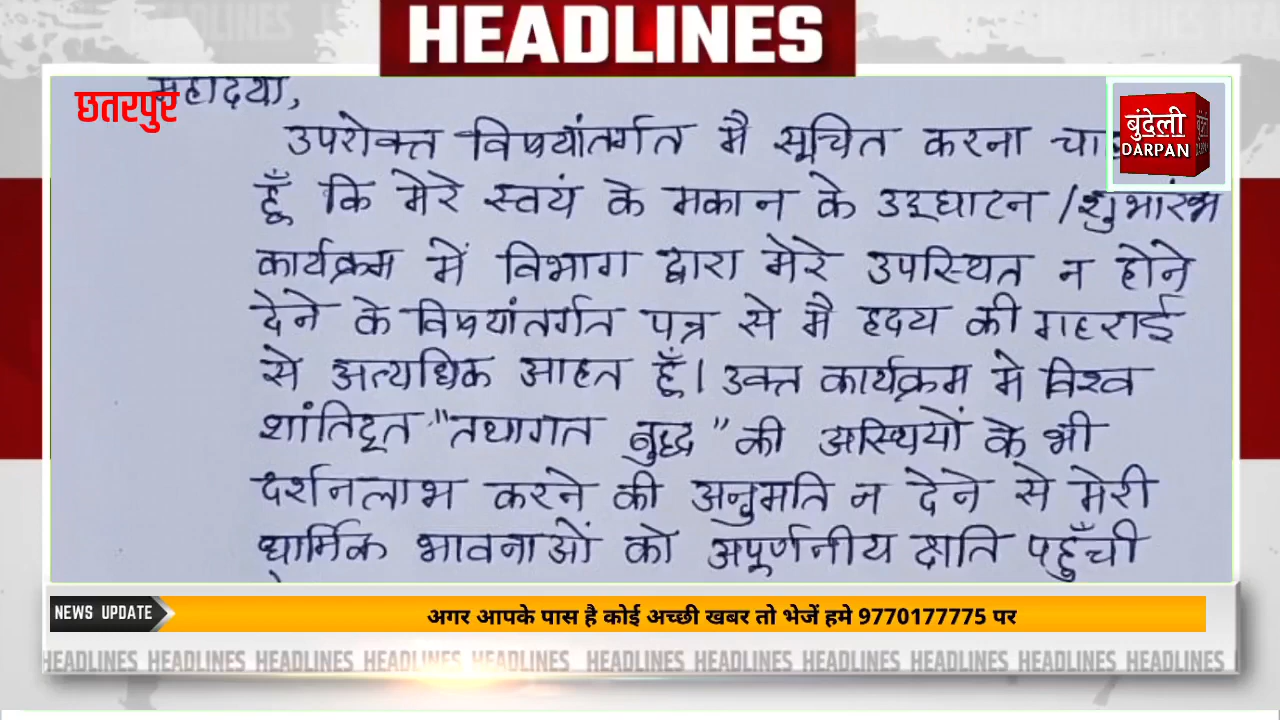 HEADLINES
महोदया,
छतरपुर
बुंदेली
DARPAN
उपरोक्त विषयांतर्गत मै सूचित करना
हूँ कि मेरे स्वयं के मकान के उद्घाटन /शुभारंभ
कार्यक्रम में विभाग द्वारा मेरे उपस्थित न होने
देने के विषयांतर्गत पत्र से मै हृदय की गहराई
से अत्यधिक आहत हूँ। उक्त कार्यक्रम मे विश्व
शांतिदूत "तथागत बुद्ध" की अस्थियों के भी
दर्शनलाभ करने की अनुमति न देने से मेरी
धार्मिक भावनाओं को अपूर्णनीय क्षति पहुँची
NEWS UPDATE
अगर आपके पास है कोई अच्छी खबर तो भेजें हमे 9770177775 पर
HEADLINES HEADLINES HEADLINES HEADLINES HEADLINES HEADLINES HEADLINES HEADLINES HEADLINES HEADLINES HEADLINES